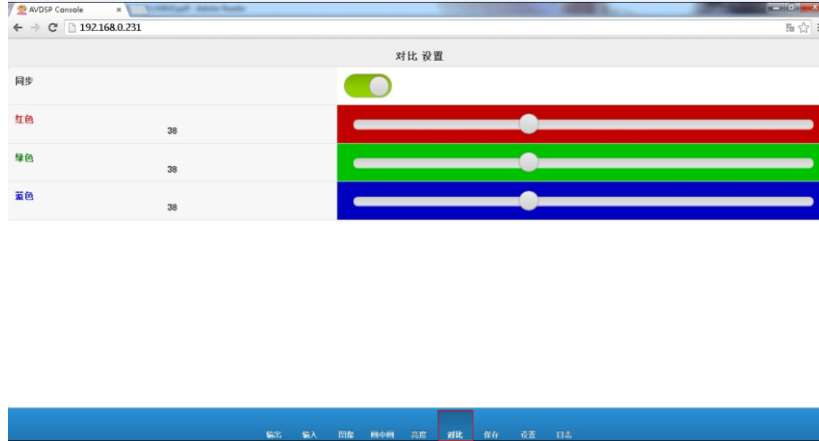 AVDSP Console
192.168.0.231
对比 设置
同步
红色
38
绿色
38
蓝色
38
输出 输入 图像 画中画 亮度 对比 保存 设置 日志